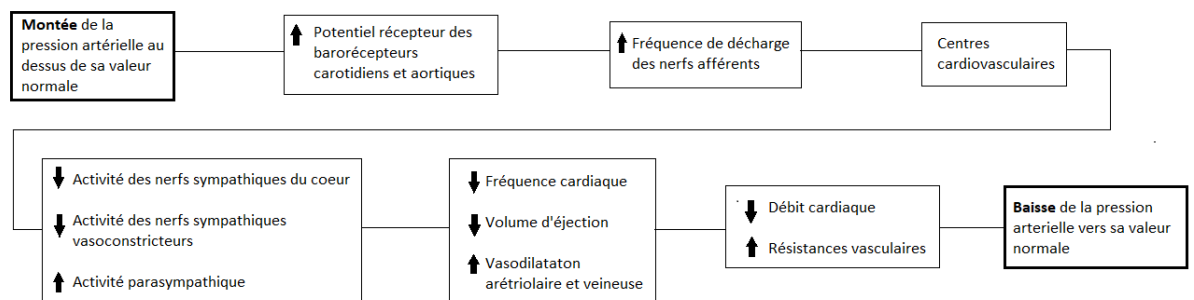 Montée de la
pression artérielle au
dessus de sa valeur
normale
Potentiel récepteur des
barorécepteurs
carotidiens et aortiques
Fréquence de décharge
des nerfs afférents
Centres
cardiovasculaires
Activité des nerfs sympathiques du coeur
Activité des nerfs sympathiques
vasoconstricteurs
Activité parasympathique
Fréquence cardiaque
Volume d'éjection
Vasodilataton
arétriolaire et veineuse
Débit cardiaque
Résistances vasculaires
Baisse de la pression
arterielle vers sa valeur
normale